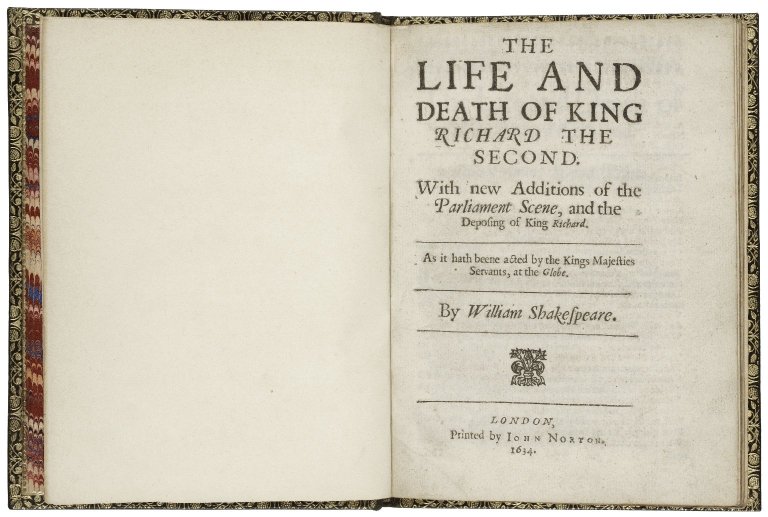 THE
LIFE AND
DEATH OF KING
RICHARD THE
SECOND.
With new Additions of the
Parliament Scene, and the
Depoſing of King Richard.
As it hath beene acted by the Kings Majeſties
Servants, at the Globe.
By William Shakeſpeare.
LONDON,
Printed by IOHN NORTON.
1634.